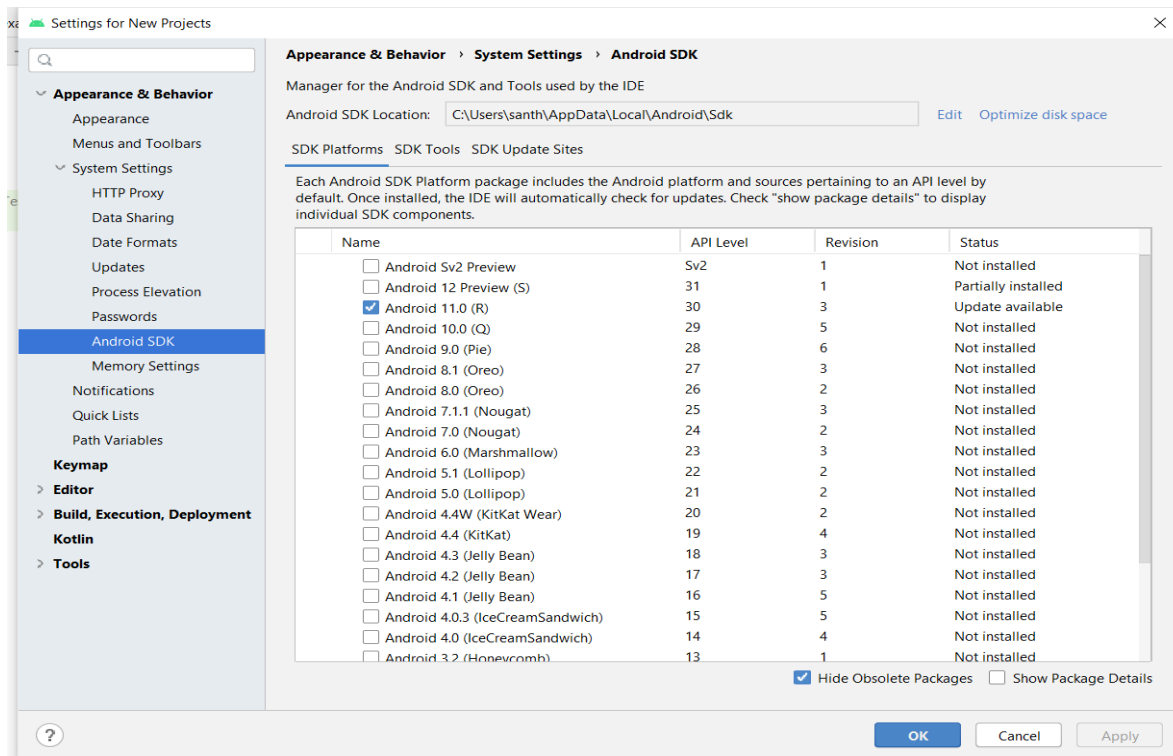 Settings for New Projects
Appearance & Behavior
Appearance
Menus and Toolbars
System Settings
HTTP Proxy
Data Sharing
Date Formats
Updates
Process Elevation
Passwords
Android SDK
Memory Settings
Notifications
Quick Lists
Path Variables
Keymap
Editor
Build, Execution, Deployment
Kotlin
Tools
Appearance & Behavior › System Settings › Android SDK
Manager for the Android SDK and Tools used by the IDE
Android SDK Location: C:\Users\santh\AppData\Local\Android\Sdk Edit Optimize disk space
SDK Platforms SDK Tools SDK Update Sites
Each Android SDK Platform package includes the Android platform and sources pertaining to an API level by
default. Once installed, the IDE will automatically check for updates. Check "show package details" to display
individual SDK components.
Name API Level Revision Status
Android Sv2 Preview Sv2 1 Not installed
Android 12 Preview (S) 31 1 Partially installed
Android 11.0 (R) 30 3 Update available
Android 10.0 (Q) 29 5 Not installed
Android 9.0 (Pie) 28 6 Not installed
Android 8.1 (Oreo) 27 3 Not installed
Android 8.0 (Oreo) 26 2 Not installed
Android 7.1.1 (Nougat) 25 3 Not installed
Android 7.0 (Nougat) 24 2 Not installed
Android 6.0 (Marshmallow) 23 3 Not installed
Android 5.1 (Lollipop) 22 2 Not installed
Android 5.0 (Lollipop) 21 2 Not installed
Android 4.4W (KitKat Wear) 20 2 Not installed
Android 4.4 (KitKat) 19 4 Not installed
Android 4.3 (Jelly Bean) 18 3 Not installed
Android 4.2 (Jelly Bean) 17 3 Not installed
Android 4.1 (Jelly Bean) 16 5 Not installed
Android 4.0.3 (IceCreamSandwich) 15 5 Not installed
Android 4.0 (IceCreamSandwich) 14 4 Not installed
Android 3.2 (Honeycomb) 13 1 Not installed
Hide Obsolete Packages Show Package Details
? OK Cancel Apply